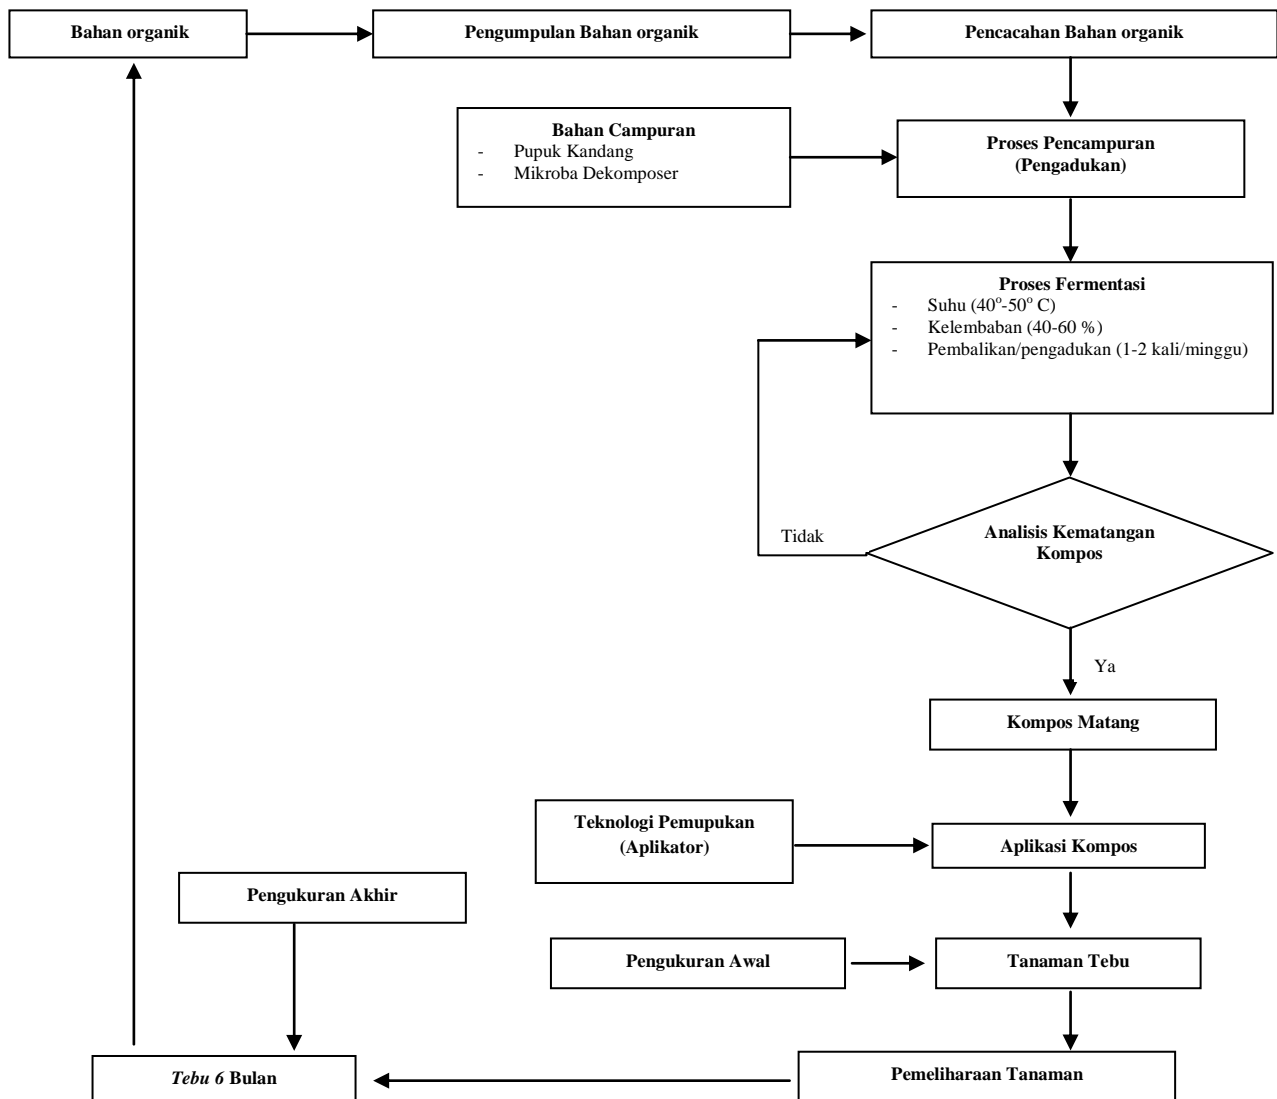 Bahan organik
Pengumpulan Bahan organik
Pencacahan Bahan organik
Bahan Campuran
- Pupuk Kandang
- Mikroba Dekomposer
Proses Pencampuran
(Pengadukan)
Proses Fermentasi
- Suhu (40°-50° C)
- Kelembaban (40-60 %)
- Pembalikan/pengadukan (1-2 kali/minggu)
Analisis Kematangan
Kompos
Tidak
Ya
Kompos Matang
Teknologi Pemupukan
(Aplikator)
Aplikasi Kompos
Pengukuran Akhir
Pengukuran Awal
Tanaman Tebu
Tebu 6 Bulan
Pemeliharaan Tanaman